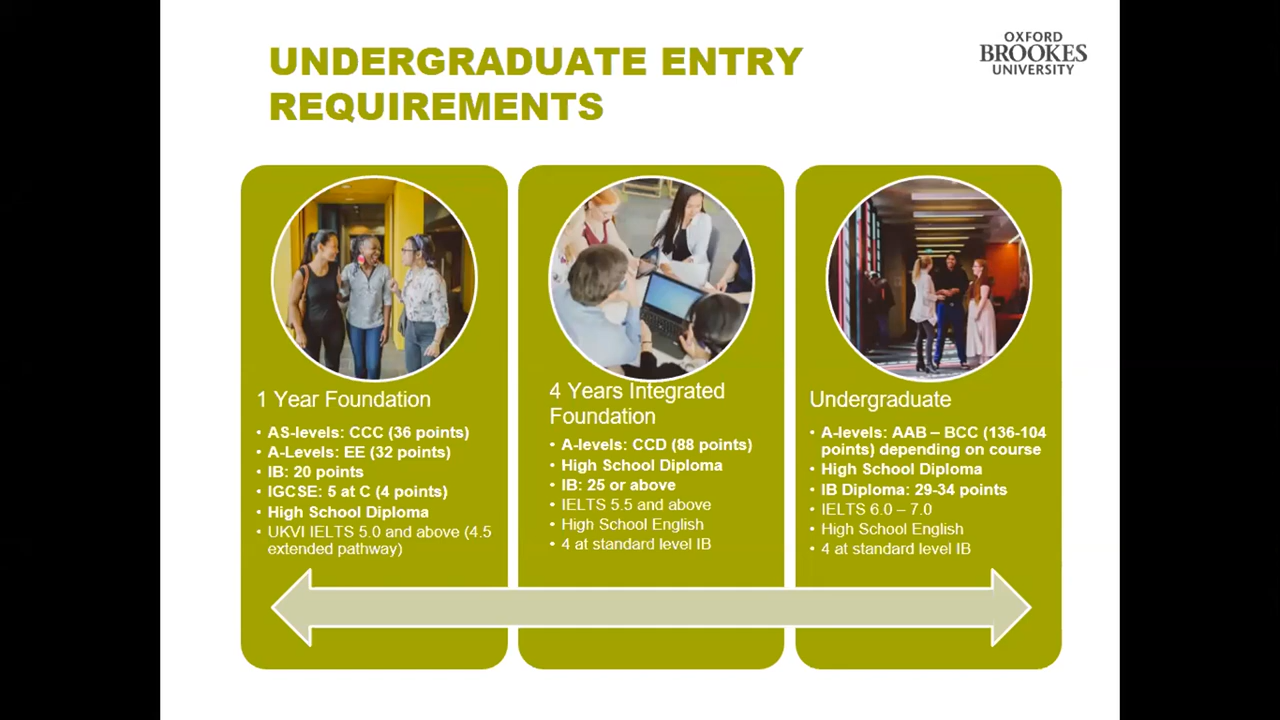 UNDERGRADUATE ENTRY
REQUIREMENTS
OXFORD
BROOKES
UNIVERSITY
1 Year Foundation
• AS-levels: CCC (36 points)
• A-Levels: EE (32 points)
• IB: 20 points
• IGCSE: 5 at C (4 points)
• High School Diploma
• UKVI IELTS 5.0 and above (4.5
extended pathway)
4 Years Integrated
Foundation
• A-levels: CCD (88 points)
• High School Diploma
• IB: 25 or above
• IELTS 5.5 and above
• High School English
• 4 at standard level IB
Undergraduate
• A-levels: AAB – BCC (136-104
points) depending on course
• High School Diploma
• IB Diploma: 29-34 points
• IELTS 6.0 – 7.0
• High School English
• 4 at standard level IB